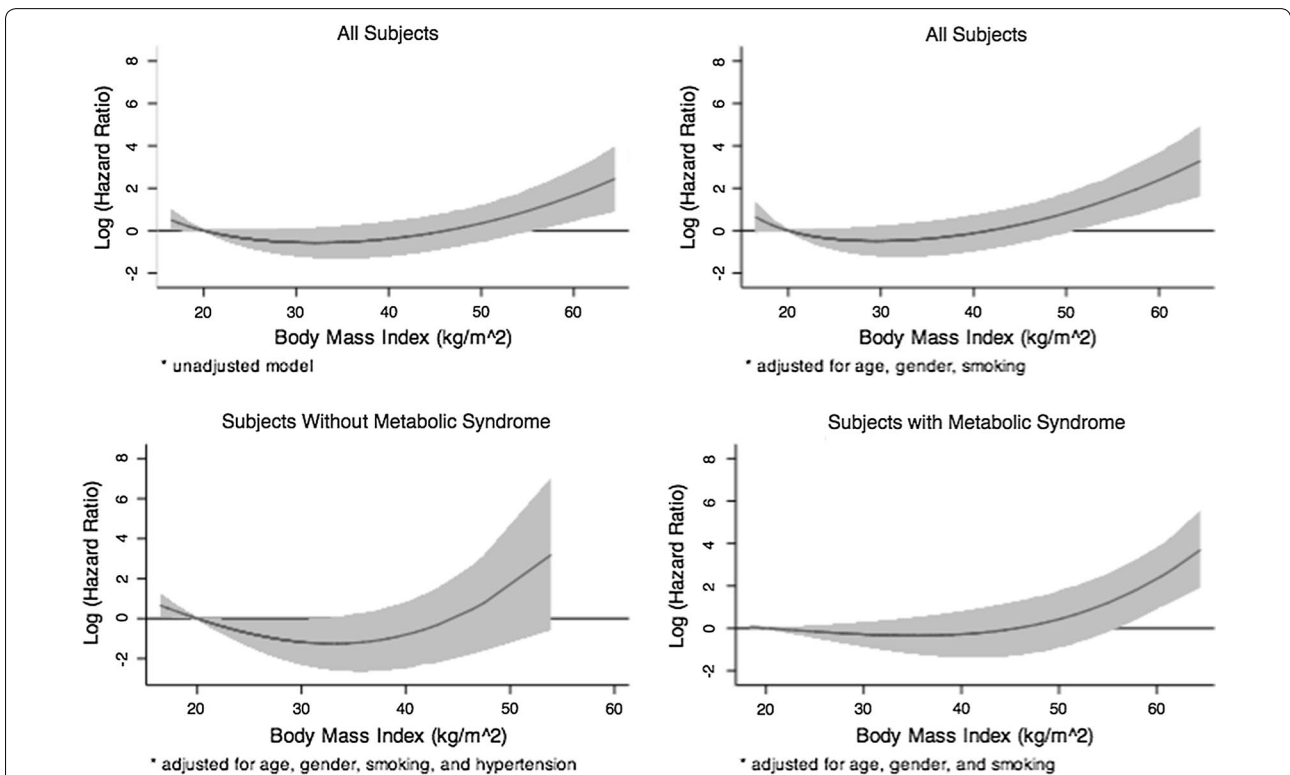 All Subjects
Log (Hazard Ratio)
8
6
4
2
0
-2
20 30 40 50 60
Body Mass Index (kg/m^2)
* unadjusted model
All Subjects
Log (Hazard Ratio)
8
6
4
2
0
-2
20 30 40 50 60
Body Mass Index (kg/m^2)
* adjusted for age, gender, smoking
Subjects Without Metabolic Syndrome
Log (Hazard Ratio)
8
6
4
2
0
-2
20 30 40 50 60
Body Mass Index (kg/m^2)
* adjusted for age, gender, smoking, and hypertension
Subjects with Metabolic Syndrome
Log (Hazard Ratio)
8
6
4
2
0
-2
20 30 40 50 60
Body Mass Index (kg/m^2)
* adjusted for age, gender, and smoking